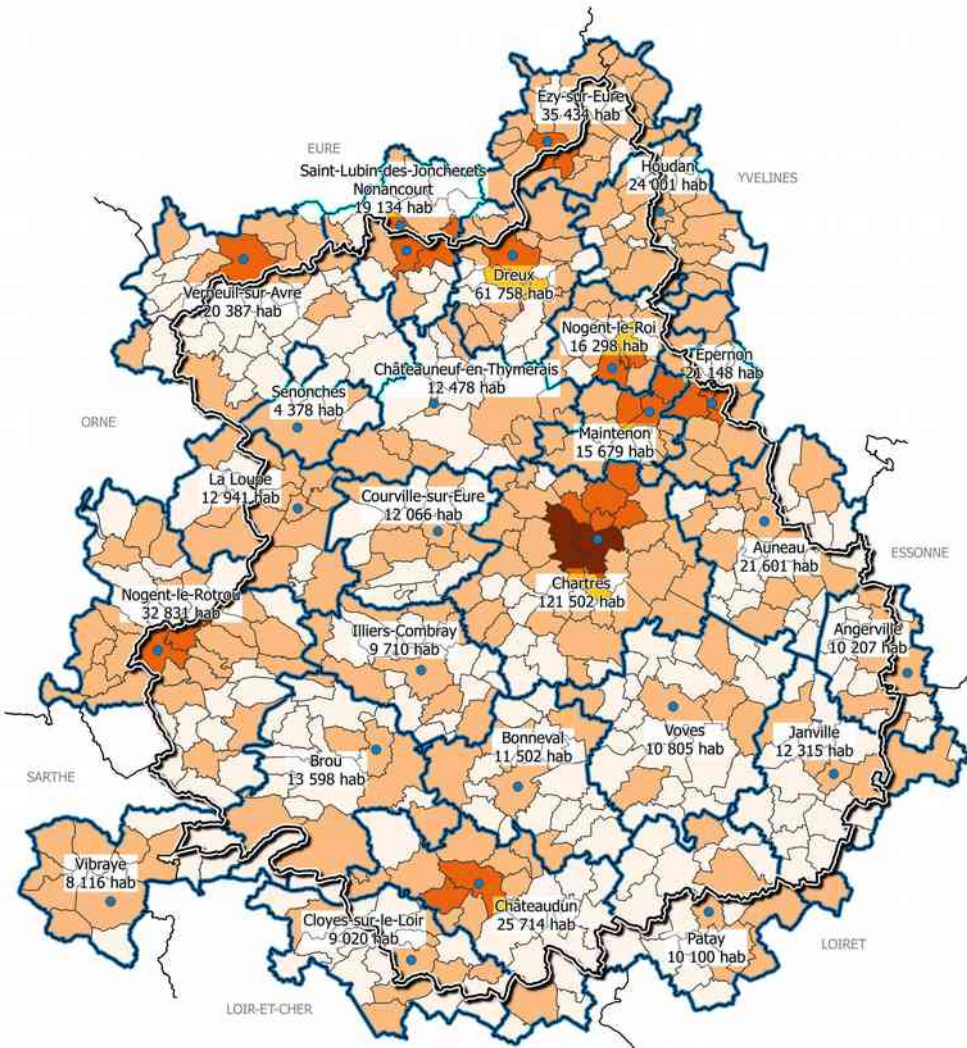 Ézy-sur-Eure
35 434 hab
EURE
Saint-Lubin-des-Joncherets
Nonancourt
19 134 hab
Houdan
24 001 hab
YVELINES
Verneuil-sur-Avre
20 387 hab
Dreux
61 758 hab
Nogent-le-Roi
16 298 hab
Epernon
21 148 hab
Châteauneuf-en-Thymerais
12 478 hab
Senonches
4 378 hab
ORNE
Maintenon
15 679 hab
La Loupe
12 941 hab
Courville-sur-Eure
12 066 hab
Auneau
21 601 hab
ESSONNE
Chartres
121 502 hab
Nogent-le-Rotrou
32 831 hab
Illiers-Combray
9 710 hab
Angerville
10 207 hab
Voves
10 805 hab
Janville
12 315 hab
Bonneval
11 502 hab
Brou
13 598 hab
SARTHE
Vibraye
8 116 hab
Châteaudun
25 714 hab
Cloyes-sur-le-Loir
9 020 hab
Patay
10 100 hab
LOIRET
LOIR-ET-CHER